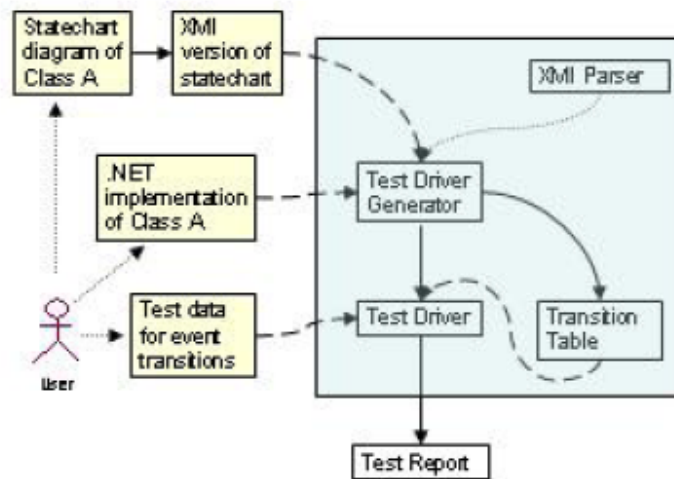 Statechart
diagram of
Class A
XMI
version of
statechart
XMI Parser
.NET
implementation
of Class A
Test Driver
Generator
Test data
for event
transitions
Test Driver
Transition
Table
User
Test Report